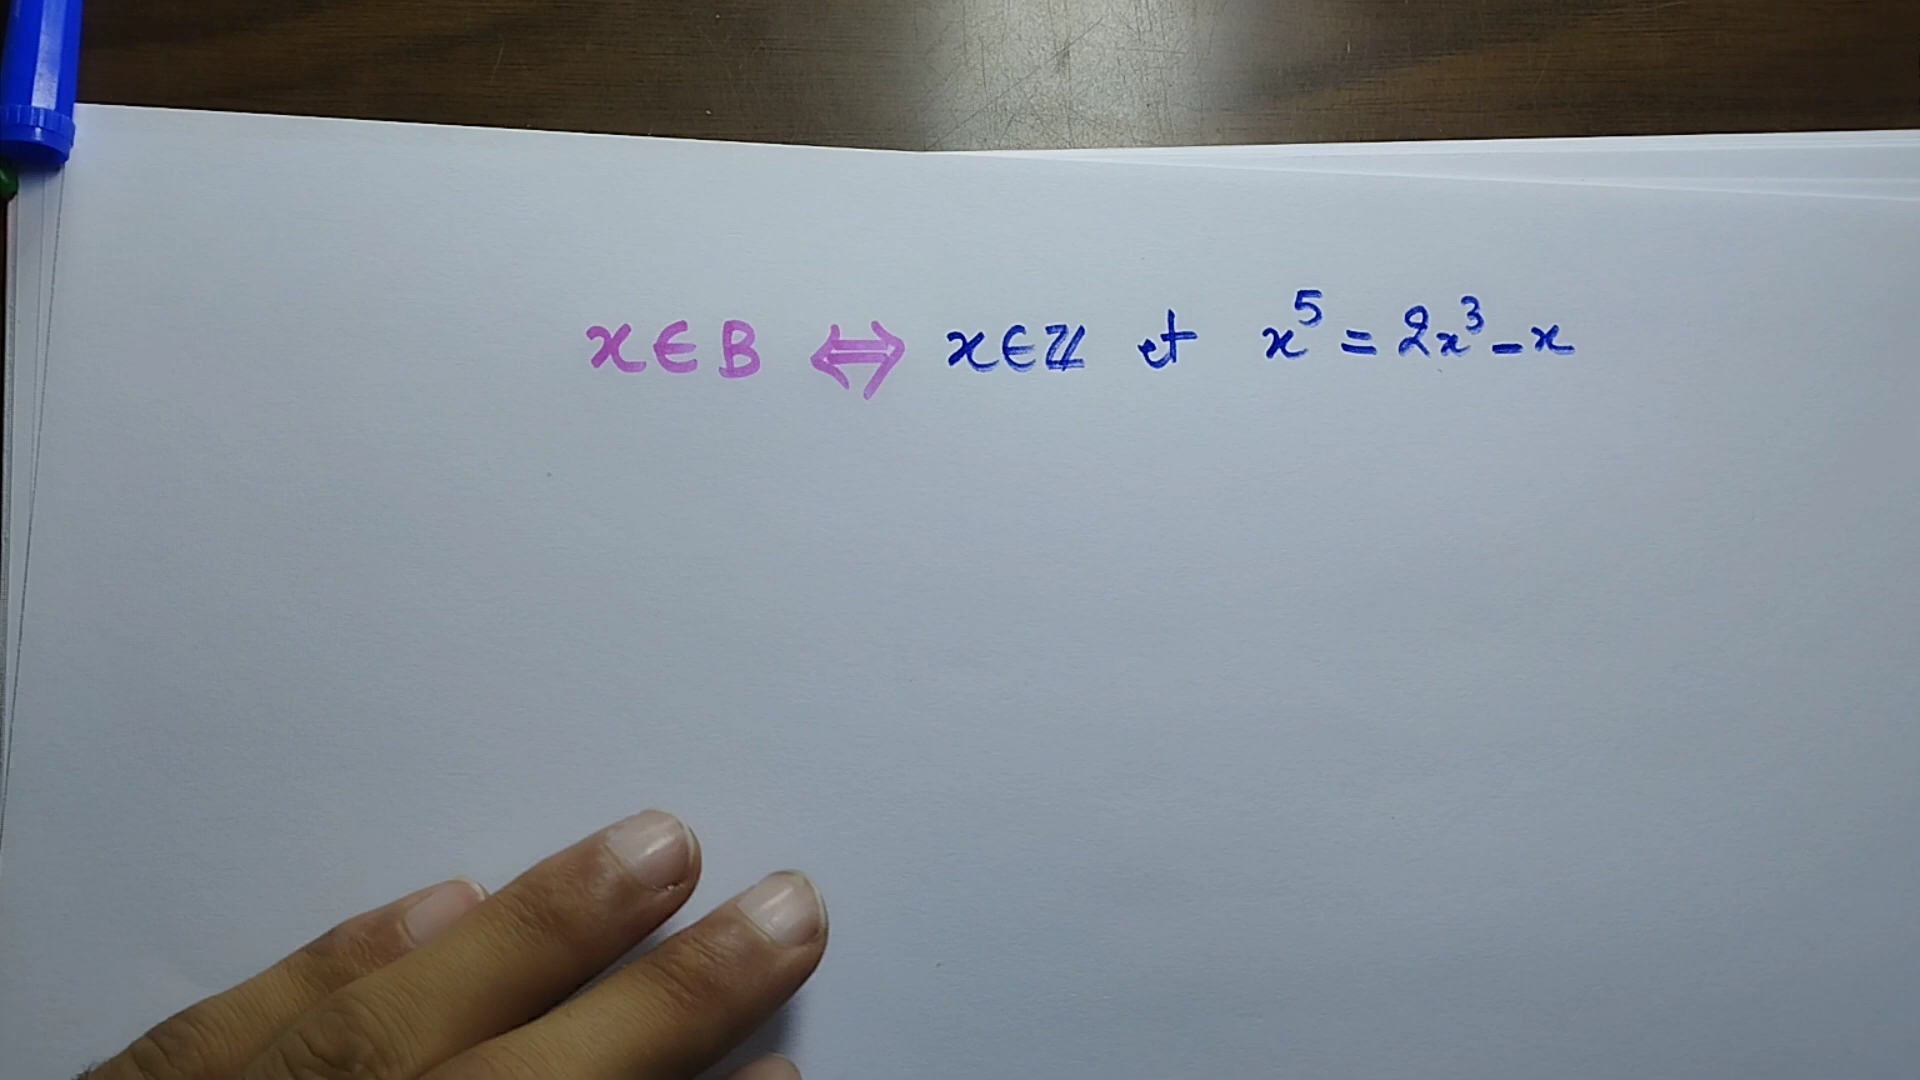 x ∈ B ⇔ x ∈ ℤ et x⁵ = 2x³ - x